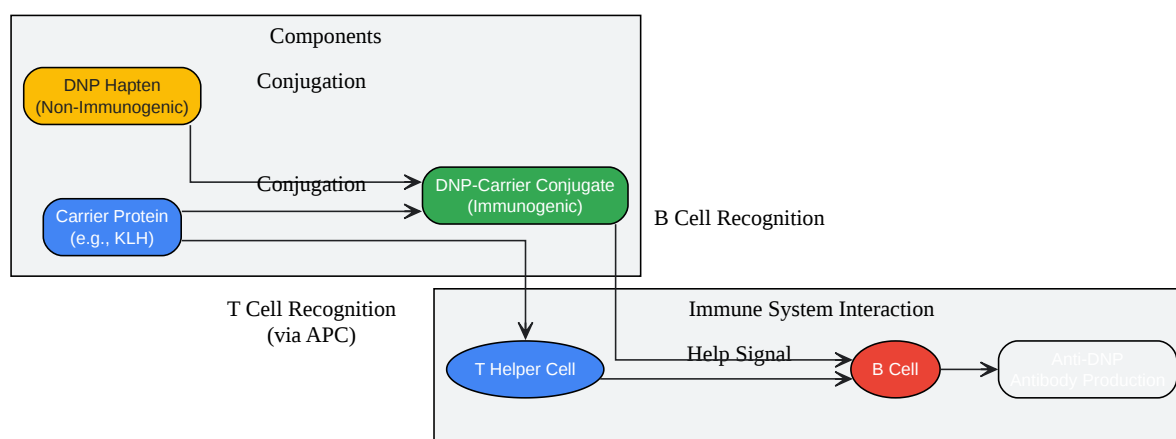 Components
Conjugation
DNP Hapten
(Non-Immunogenic)
Conjugation
DNP-Carrier Conjugate
(Immunogenic)
Carrier Protein
(e.g., KLH)
B Cell Recognition
T Cell Recognition
(via APC)
Immune System Interaction
Help Signal
T Helper Cell
B Cell
Anti-DNP
Antibody Production